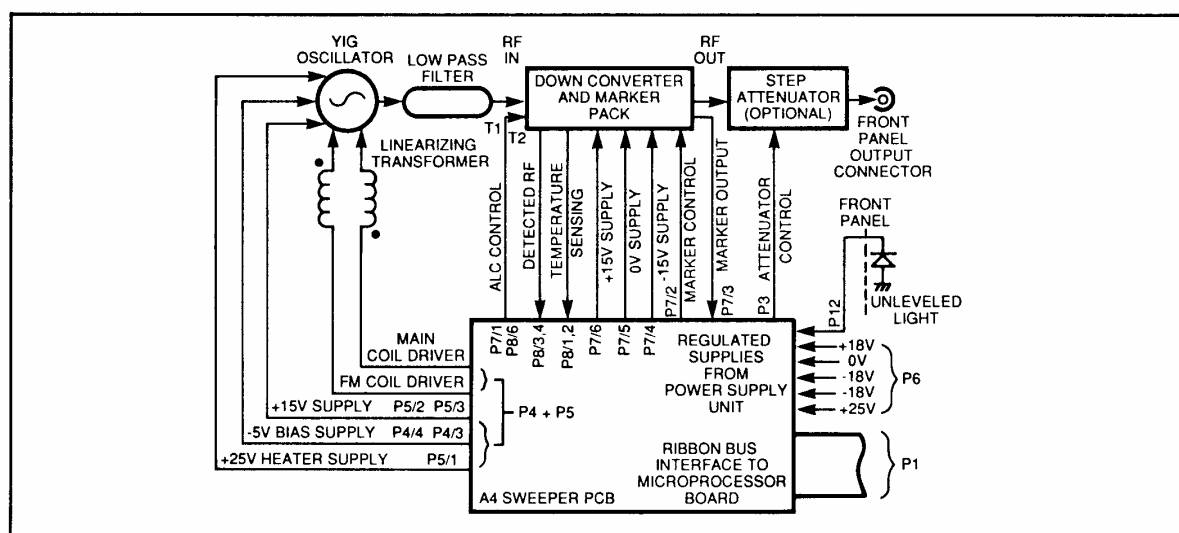 YIG
OSCILLATOR
LOW PASS
FILTER
RF
IN
DOWN CONVERTER
AND MARKER
PACK
RF
OUT
STEP
ATTENUATOR
(OPTIONAL)
FRONT
PANEL
OUTPUT
CONNECTOR
T1
T2
LINEARIZING
TRANSFORMER
ALC CONTROL
DETECTED RF
TEMPERATURE
SENSING
+15V SUPPLY
0V SUPPLY
-15V SUPPLY
P7/2
MARKER CONTROL
MARKER OUTPUT
P7/3
P3
ATTENUATOR
CONTROL
FRONT
PANEL
P12
UNLEVELED
LIGHT
P7/1
P8/6
P8/3,4
P8/1,2
P7/6
P7/5
P7/4
REGULATED
SUPPLIES
FROM
POWER SUPPLY
UNIT
+18V
0V
-18V
-18V
+25V
P6
MAIN
COIL DRIVER
FM COIL DRIVER
+15V SUPPLY P5/2 P5/3
-5V BIAS SUPPLY P4/4 P4/3
+25V HEATER SUPPLY P5/1
P4 + P5
RIBBON BUS
INTERFACE TO
MICROPROCESSOR
BOARD
P1
A4 SWEEPER PCB